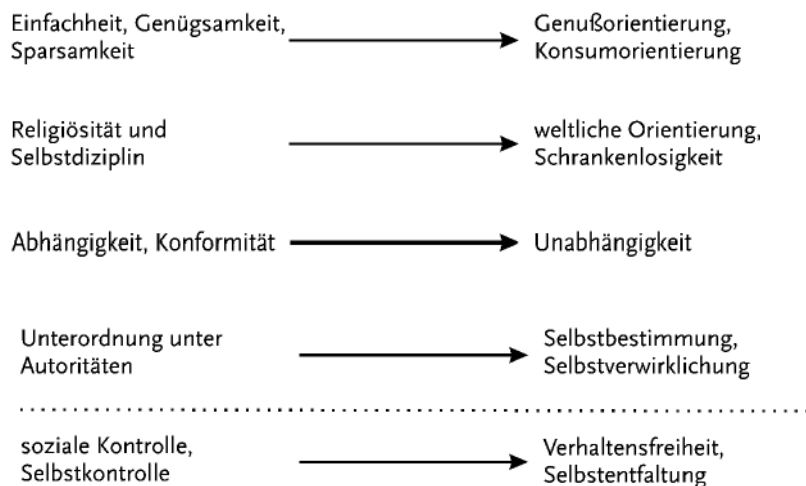 Einfachheit, Genügsamkeit,
Sparsamkeit
Genußorientierung,
Konsumorientierung
Religiösität und
Selbstdiziplin
weltliche Orientierung,
Schrankenlosigkeit
Abhängigkeit, Konformität
Unabhängigkeit
Unterordnung unter
Autoritäten
Selbstbestimmung,
Selbstverwirklichung
soziale Kontrolle,
Selbstkontrolle
Verhaltensfreiheit,
Selbstentfaltung